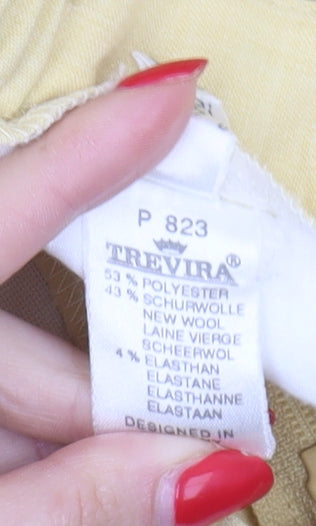 P 823
TREVIRA®
53 % POLYESTER
43 % SCHURWOLLE
NEW WOOL
LAINE VIERGE
SCHEERWOL
4 % ELASTHAN
ELASTANE
ELASTHANNE
ELASTAAN
DESIGNED IN